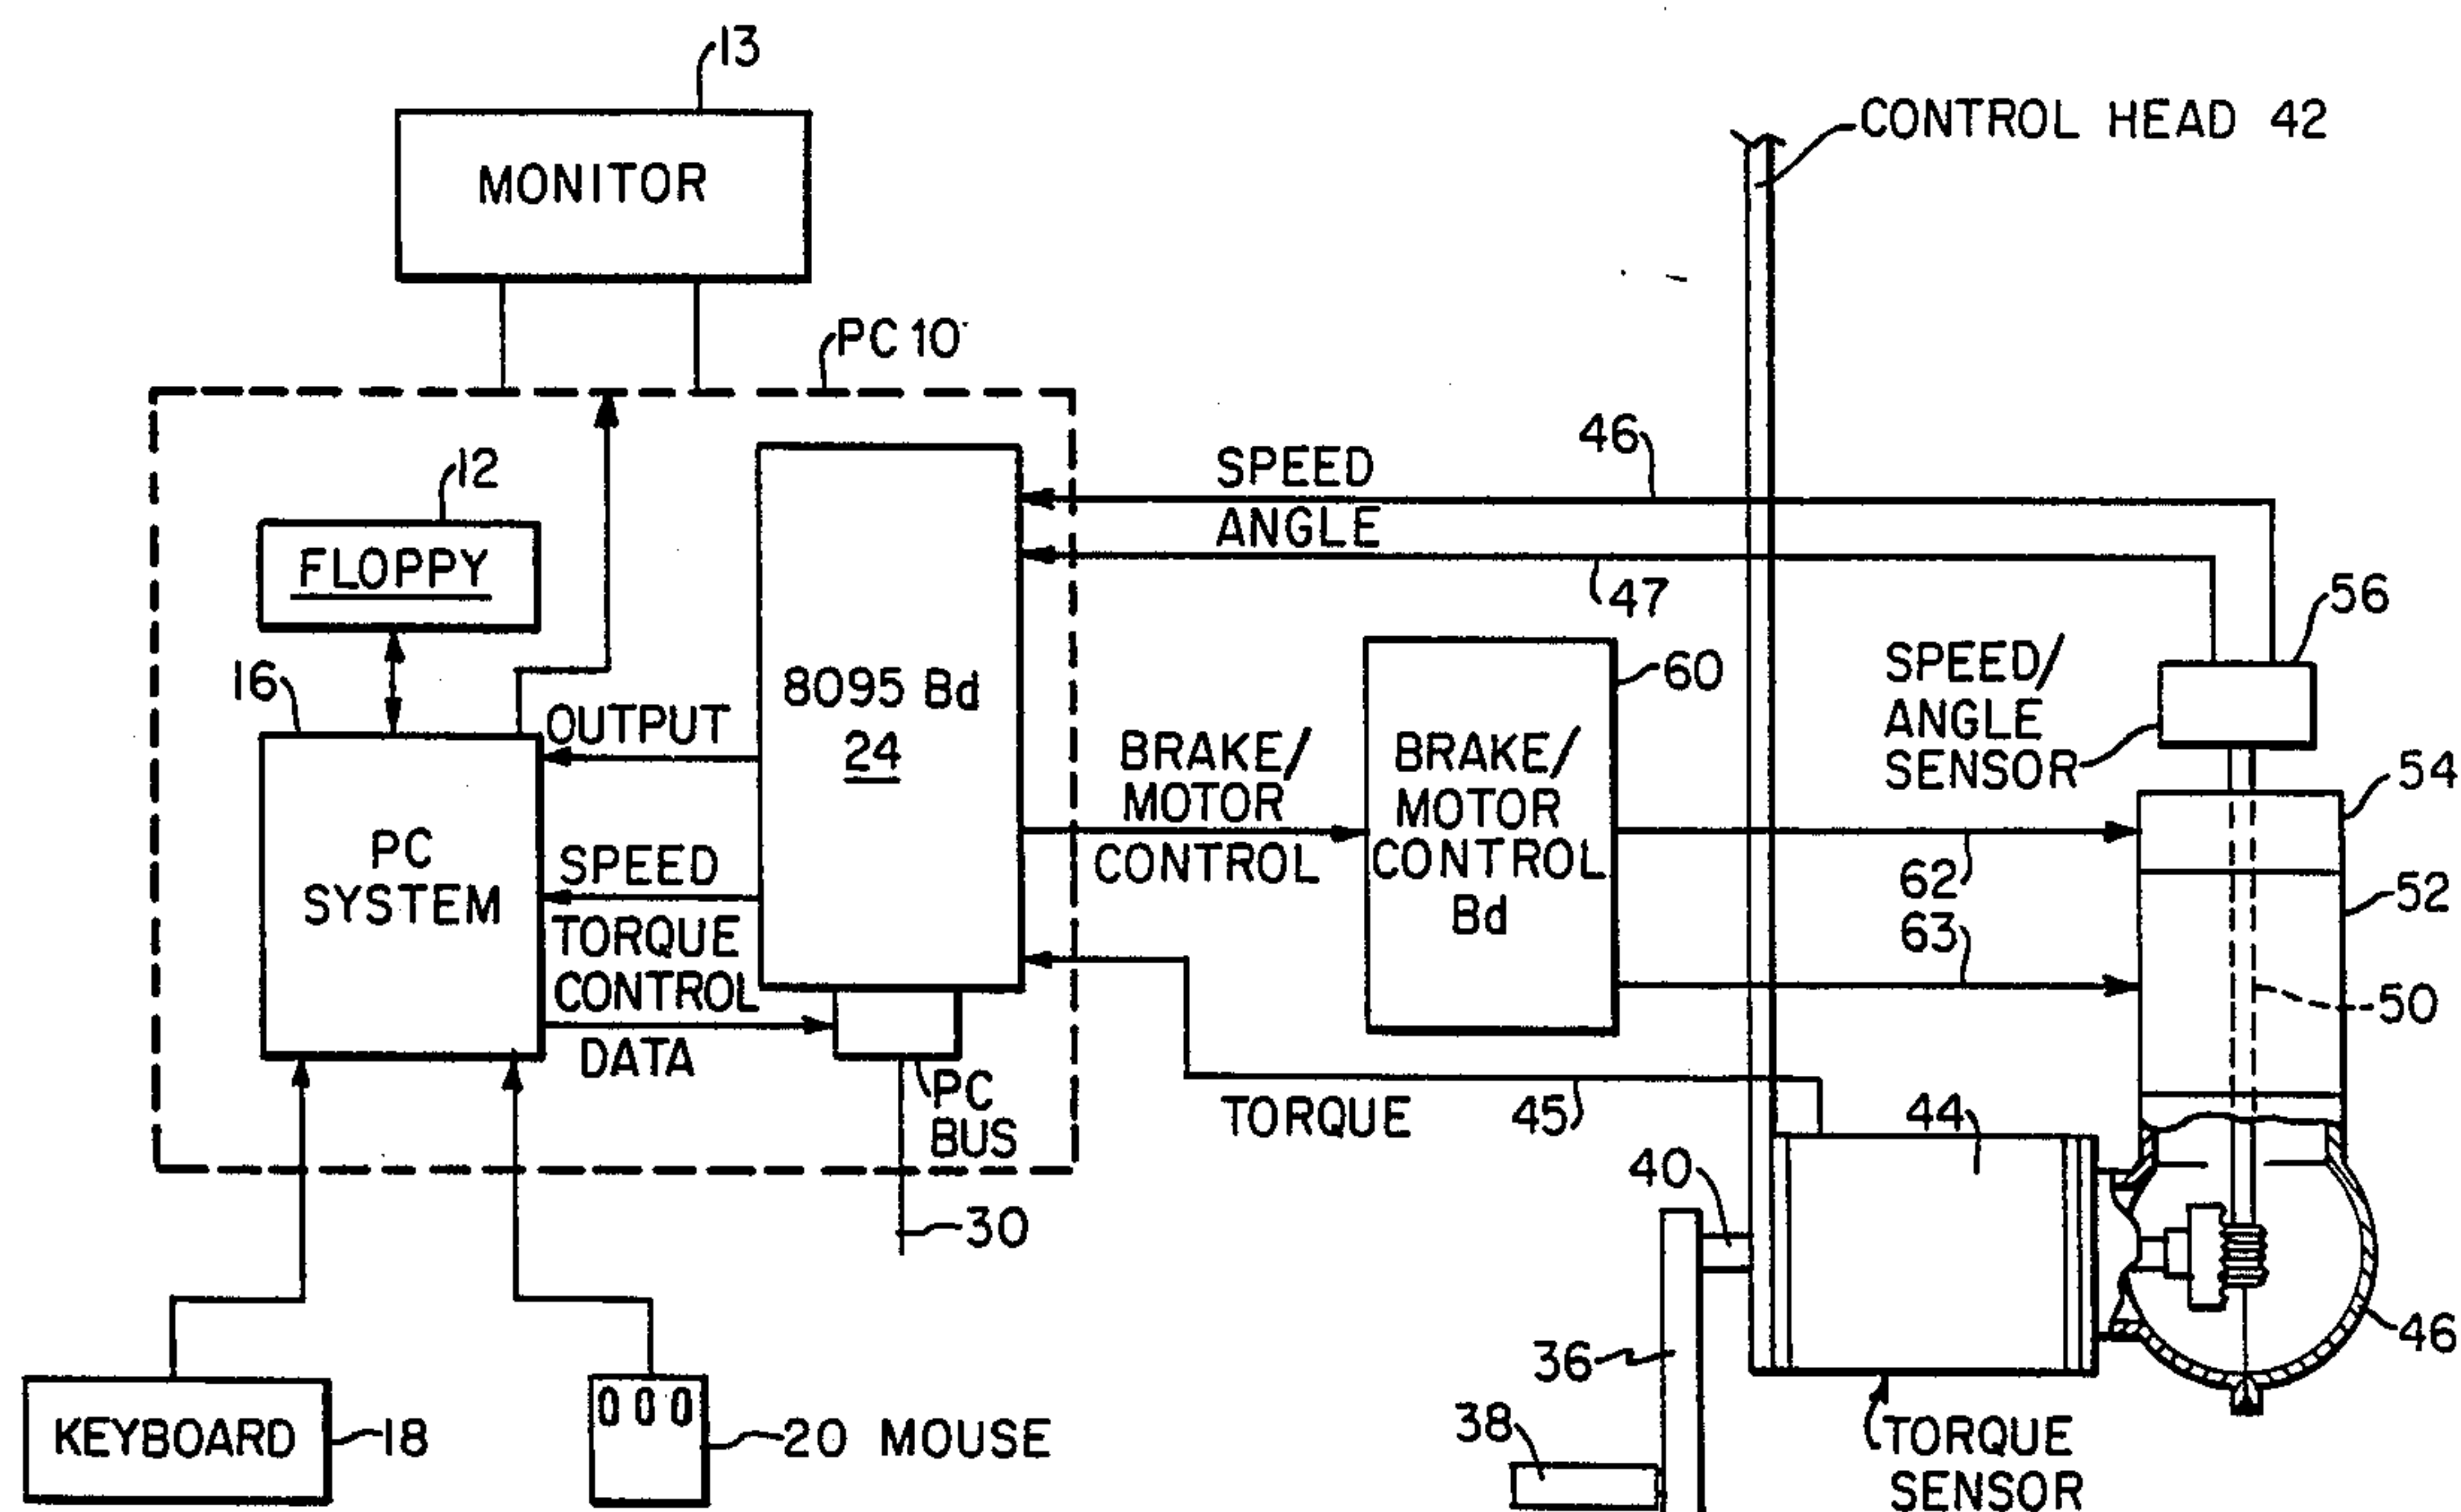 13
MONITOR
CONTROL HEAD 42
PC 10
12
FLOPPY
16
OUTPUT
8095 Bd
24
SPEED
ANGLE
46
47
PC
SYSTEM
SPEED
TORQUE
CONTROL
DATA
PC
BUS
30
BRAKE/
MOTOR
CONTROL
BRAKE/
MOTOR
CONTROL
Bd
60
SPEED/
ANGLE
SENSOR
56
54
52
62
63
50
TORQUE
45
44
40
36
38
46
TORQUE
SENSOR
KEYBOARD
18
20 MOUSE